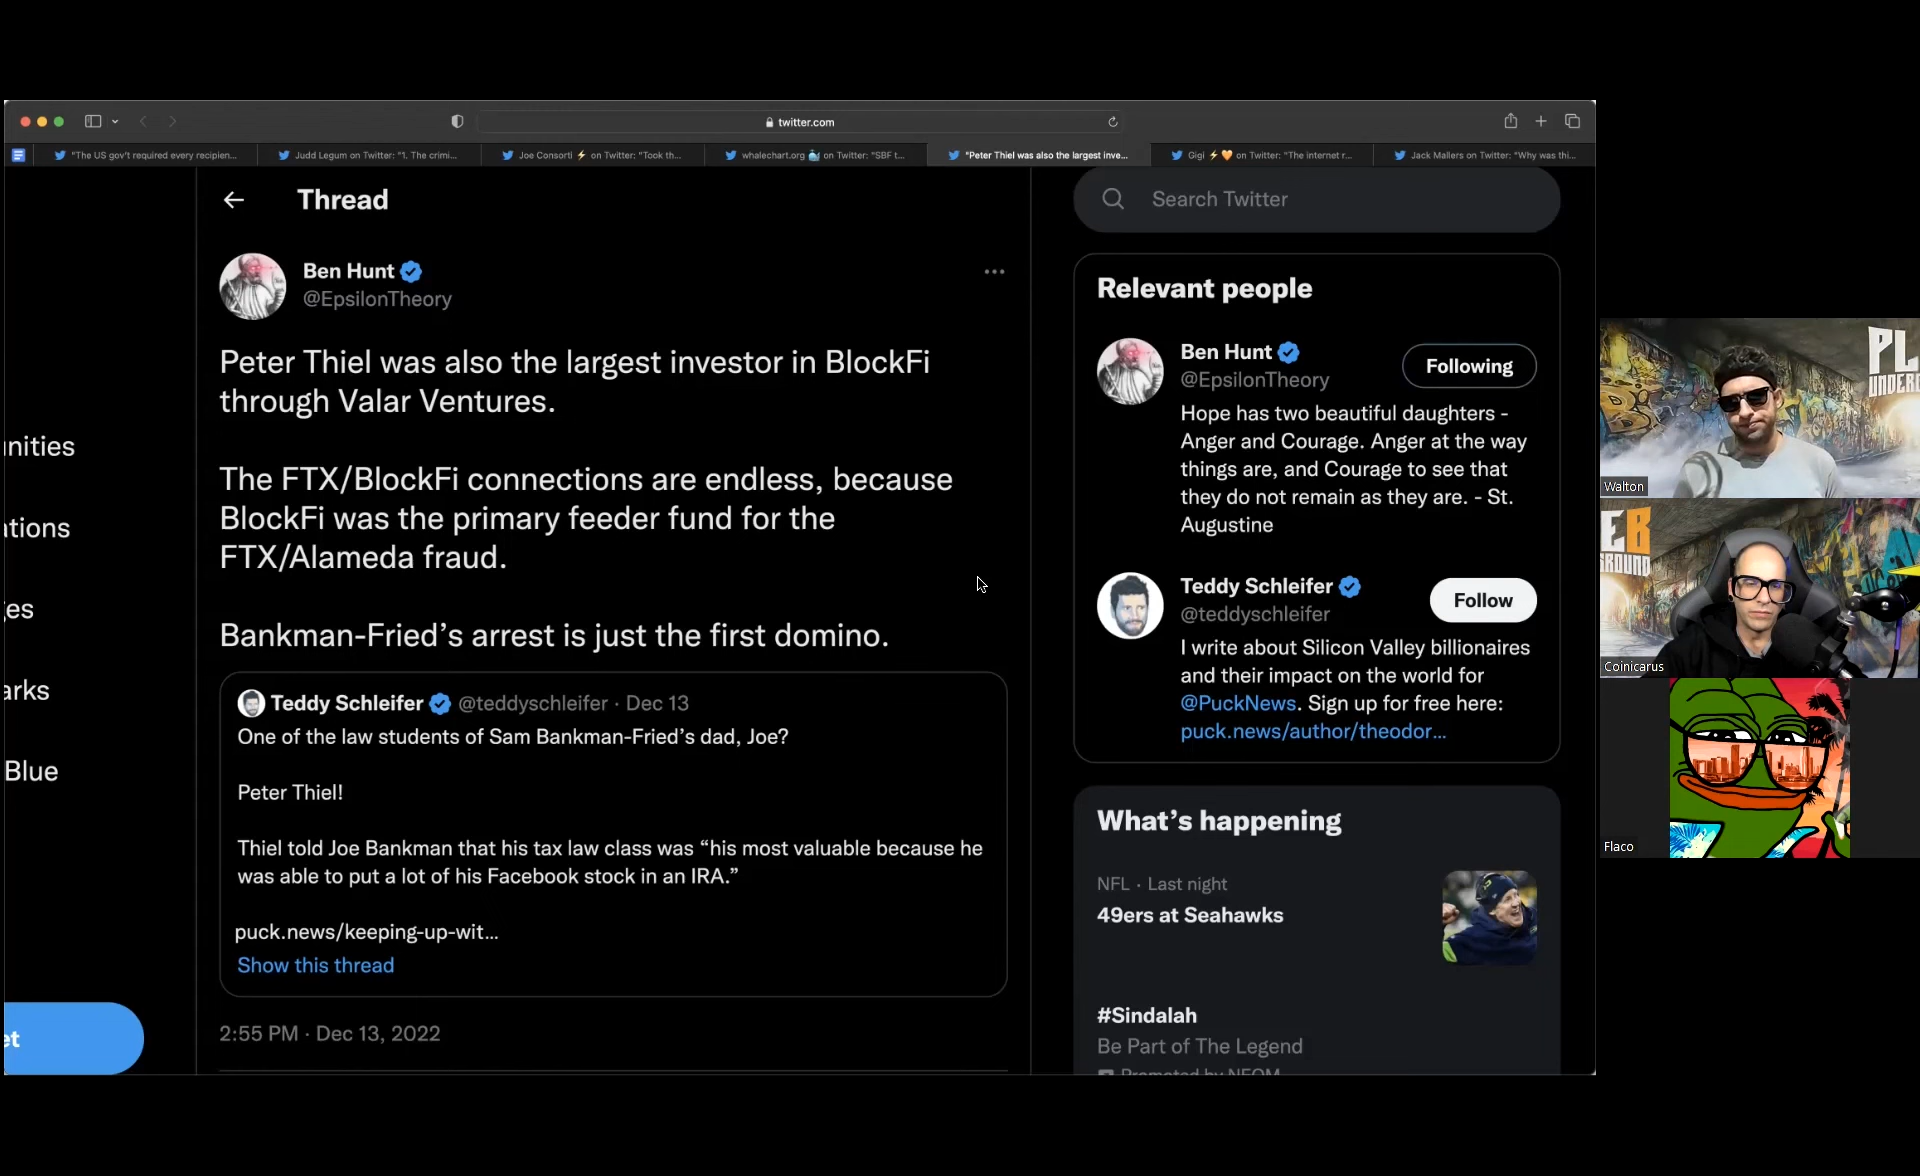 twitter.com
"The US gov't required every recipien...
Judd Legum on Twitter: "1. The crimi...
Joe Consorti ⚡ on Twitter: "Took th...
whalechart.org 🐳 on Twitter: "SBF t...
"Peter Thiel was also the largest inve...
Gigi ⚡🧡 on Twitter: "The internet r...
Jack Mallers on Twitter: "Why was thi...
Thread
Search Twitter
Ben Hunt
@EpsilonTheory
Peter Thiel was also the largest investor in BlockFi
through Valar Ventures.
The FTX/BlockFi connections are endless, because
BlockFi was the primary feeder fund for the
FTX/Alameda fraud.
Bankman-Fried's arrest is just the first domino.
Teddy Schleifer @teddyschleifer · Dec 13
One of the law students of Sam Bankman-Fried's dad, Joe?
Peter Thiel!
Thiel told Joe Bankman that his tax law class was “his most valuable because he
was able to put a lot of his Facebook stock in an IRA.”
puck.news/keeping-up-wit...
Show this thread
2:55 PM · Dec 13, 2022
nities
ations
es
arks
Blue
et
Relevant people
Ben Hunt
@EpsilonTheory
Following
Hope has two beautiful daughters -
Anger and Courage. Anger at the way
things are, and Courage to see that
they do not remain as they are. - St.
Augustine
Teddy Schleifer
@teddyschleifer
Follow
I write about Silicon Valley billionaires
and their impact on the world for
@PuckNews. Sign up for free here:
puck.news/author/theodor...
What's happening
NFL · Last night
49ers at Seahawks
#Sindalah
Be Part of The Legend
Promoted by NEOM
PL
UNDERG
Walton
EB
GROUND
Coinicarus
Flaco